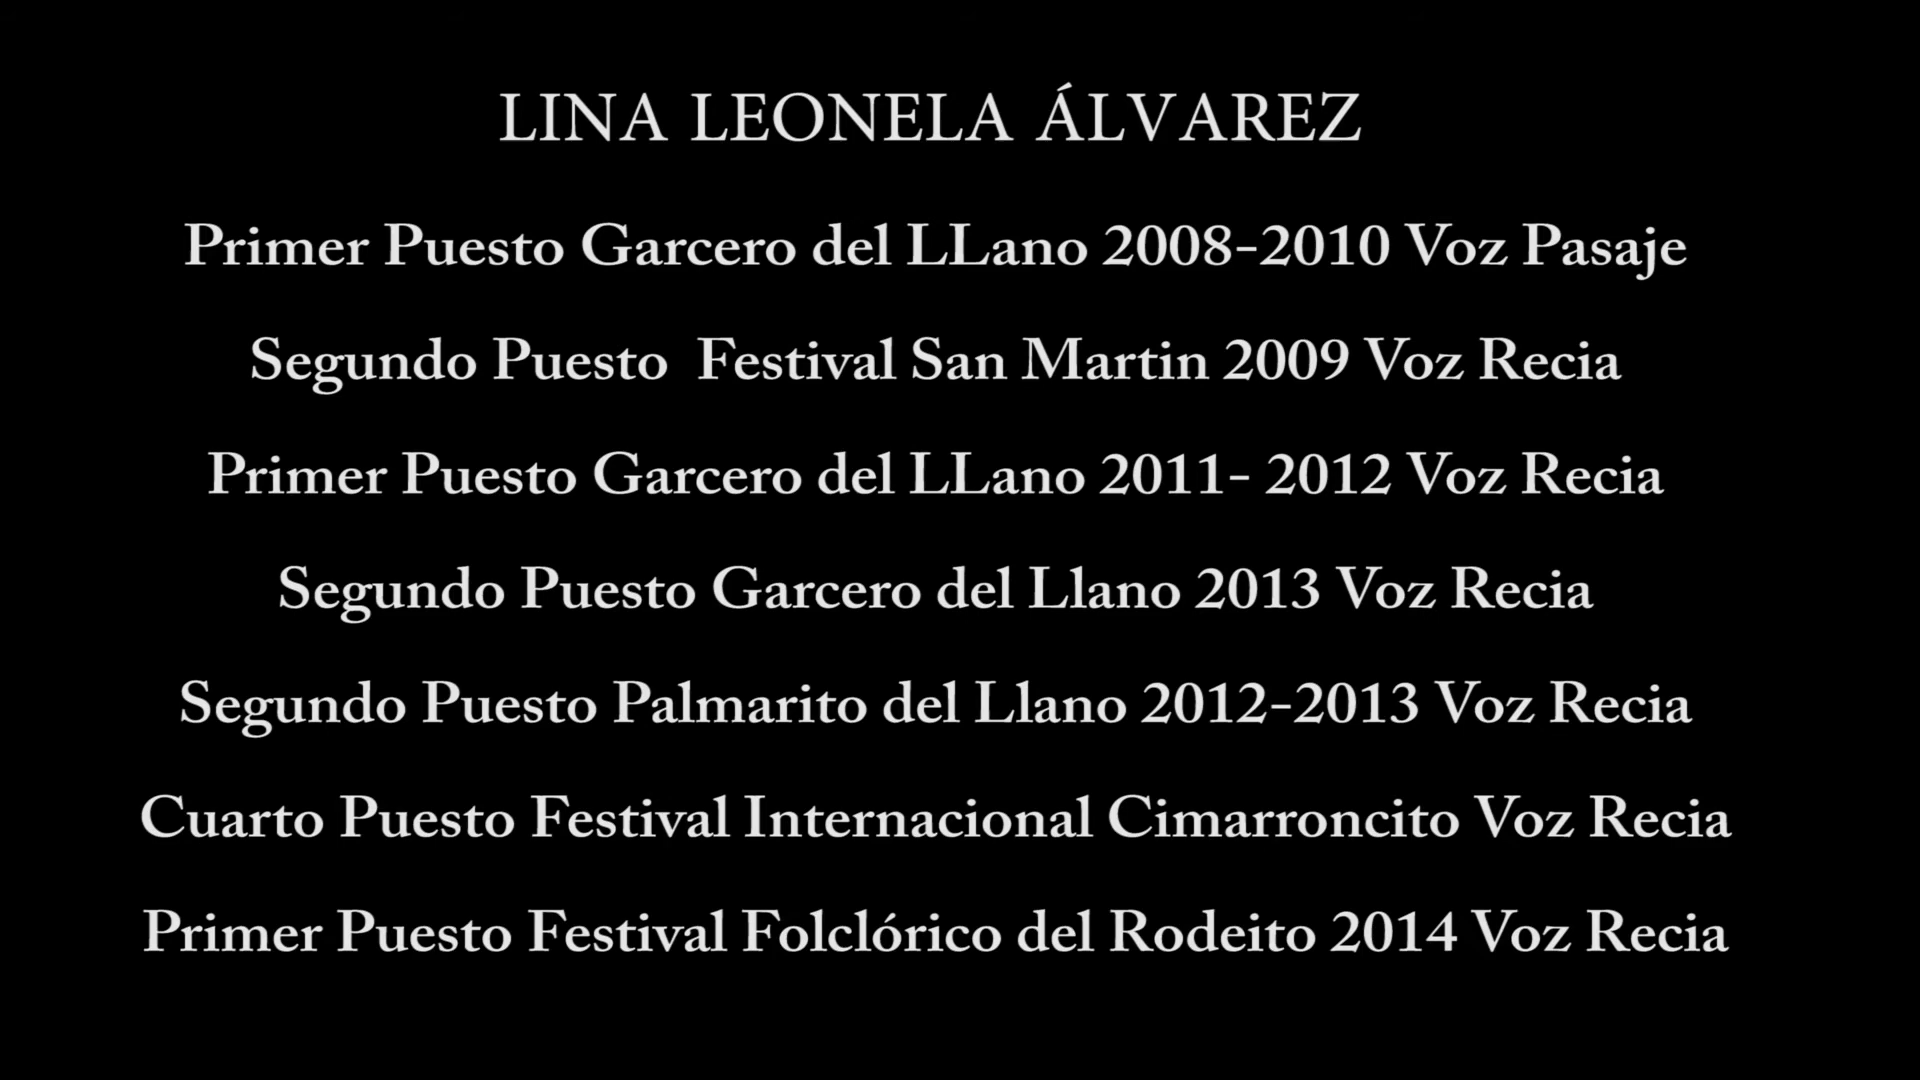 LINA LEONELA ÁLVAREZ
Primer Puesto Garcero del LLano 2008-2010 Voz Pasaje
Segundo Puesto  Festival San Martin 2009 Voz Recia
Primer Puesto Garcero del LLano 2011- 2012 Voz Recia
Segundo Puesto Garcero del Llano 2013 Voz Recia
Segundo Puesto Palmarito del Llano 2012-2013 Voz Recia
Cuarto Puesto Festival Internacional Cimarroncito Voz Recia
Primer Puesto Festival Folclórico del Rodeito 2014 Voz Recia